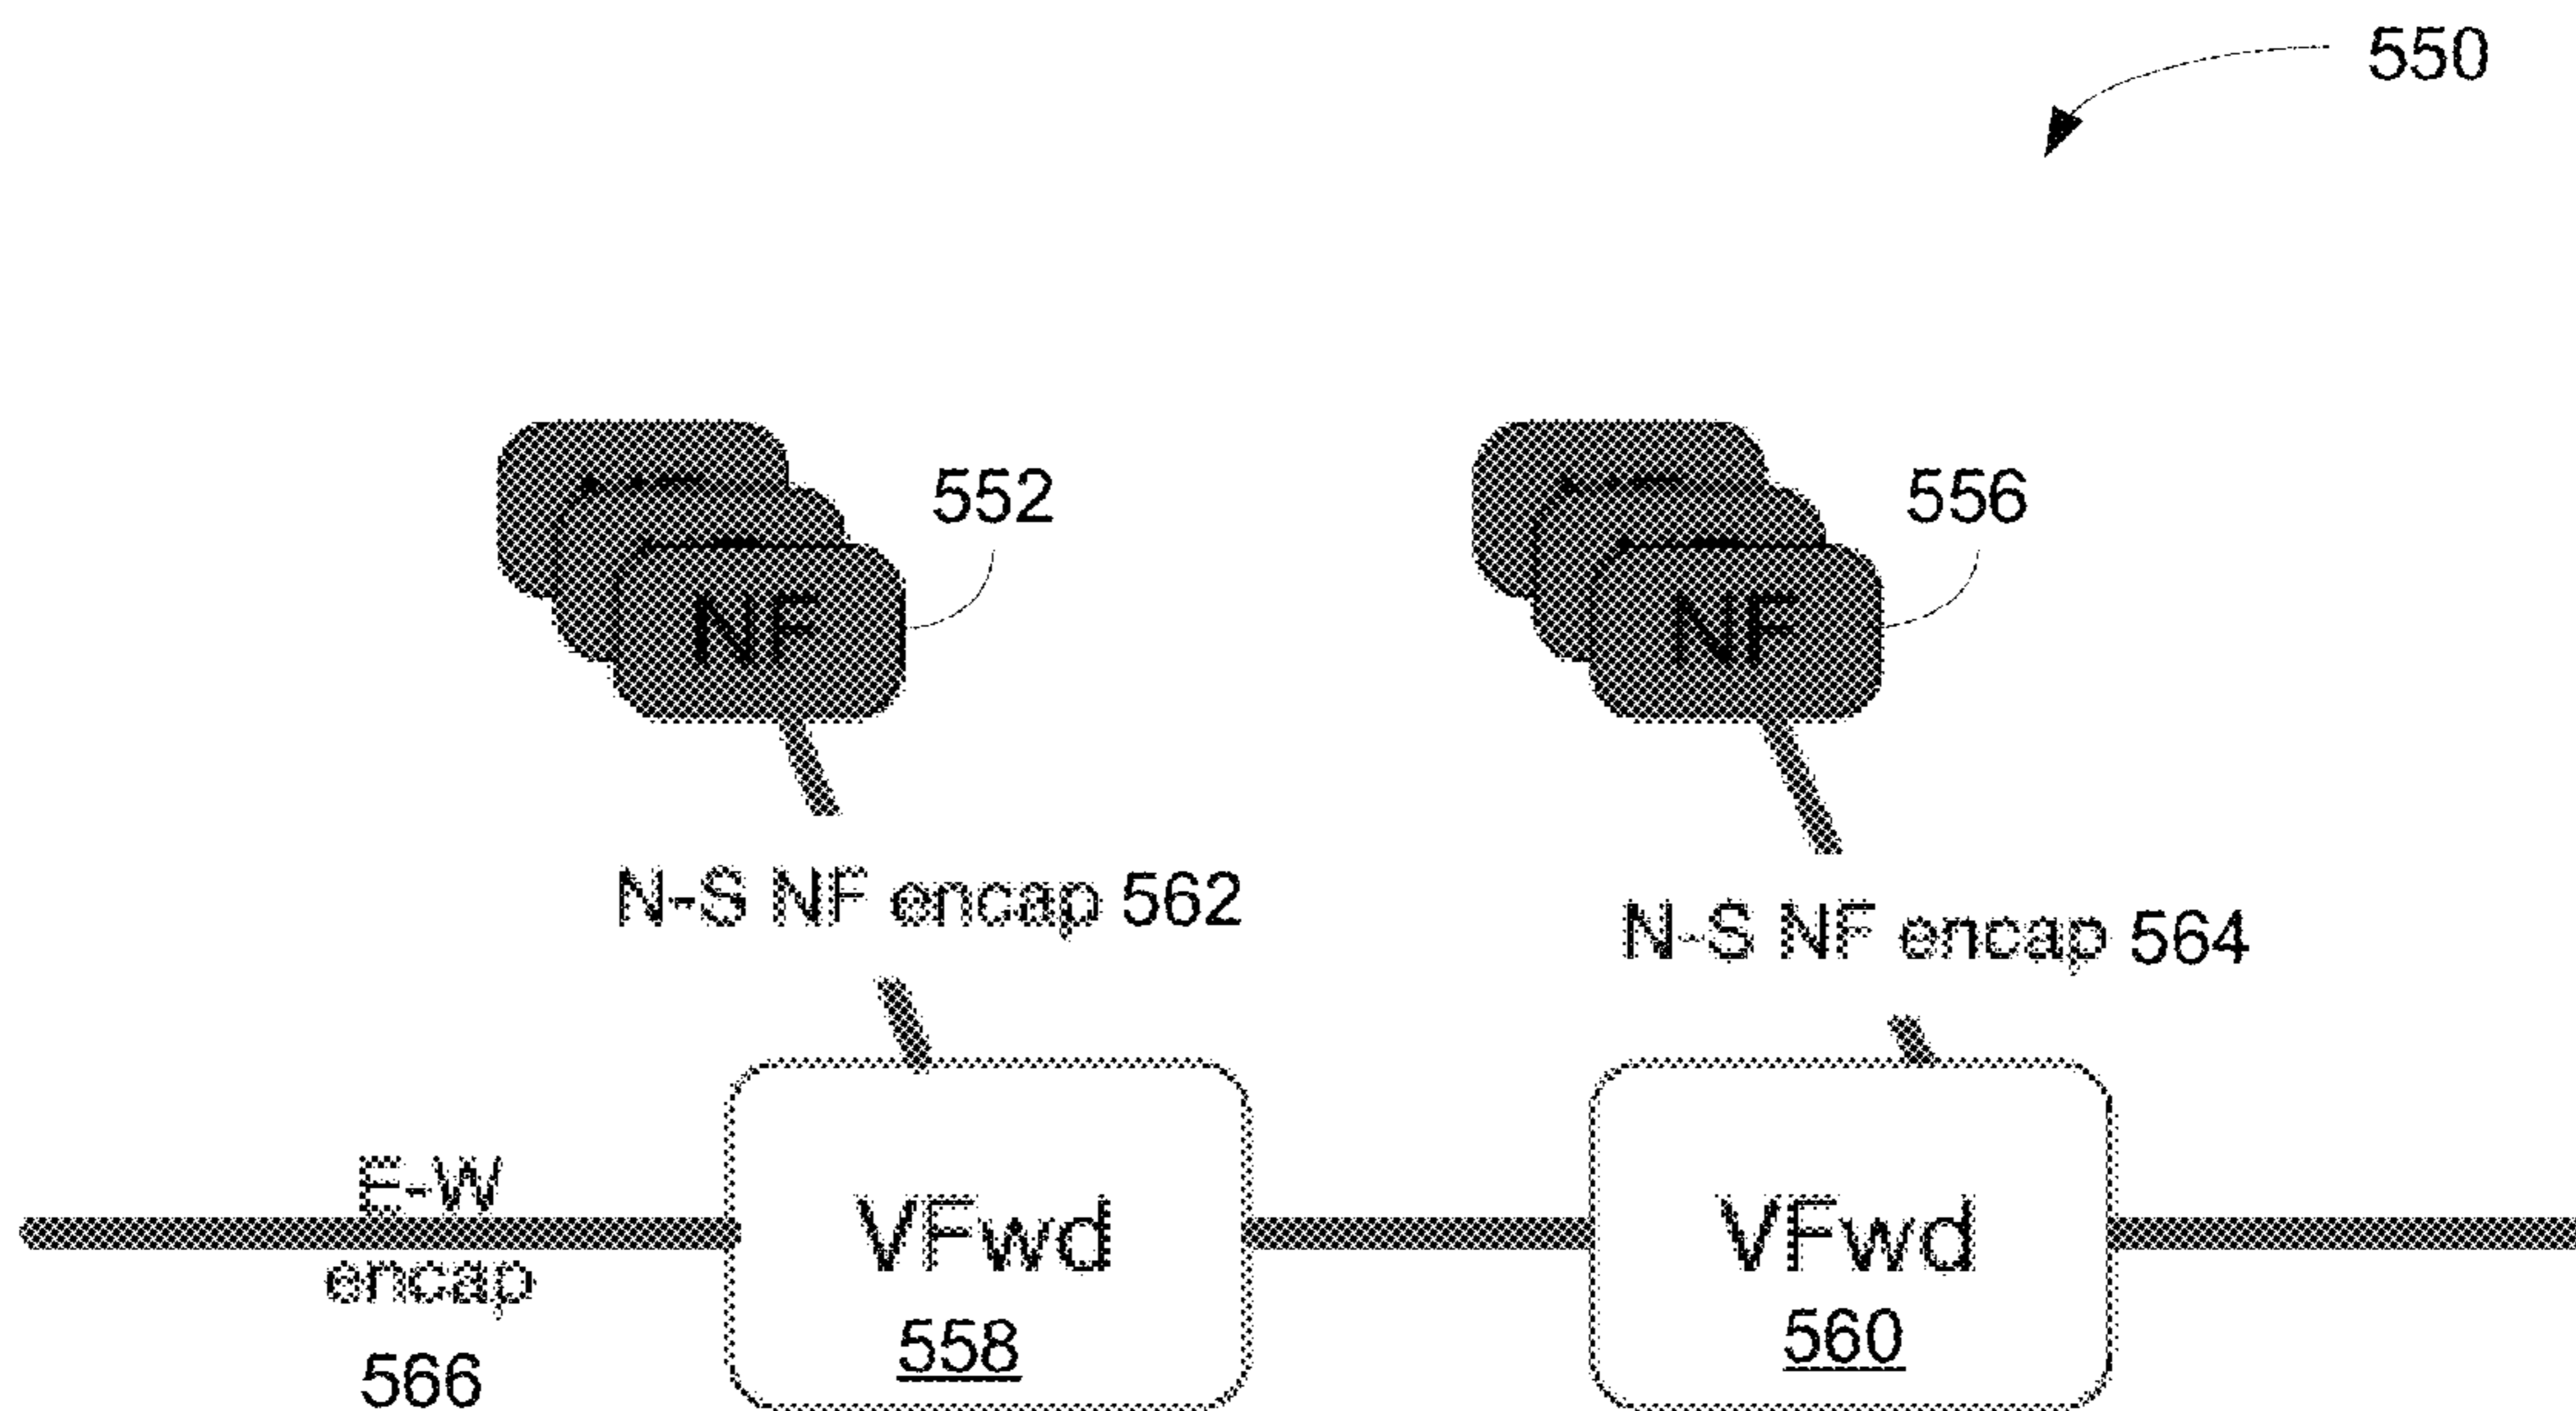 550
552
556
NF
NF
N-S NF encap 562
N-S NF encap 564
E-W
encap
566
VFwd
558
VFwd
560